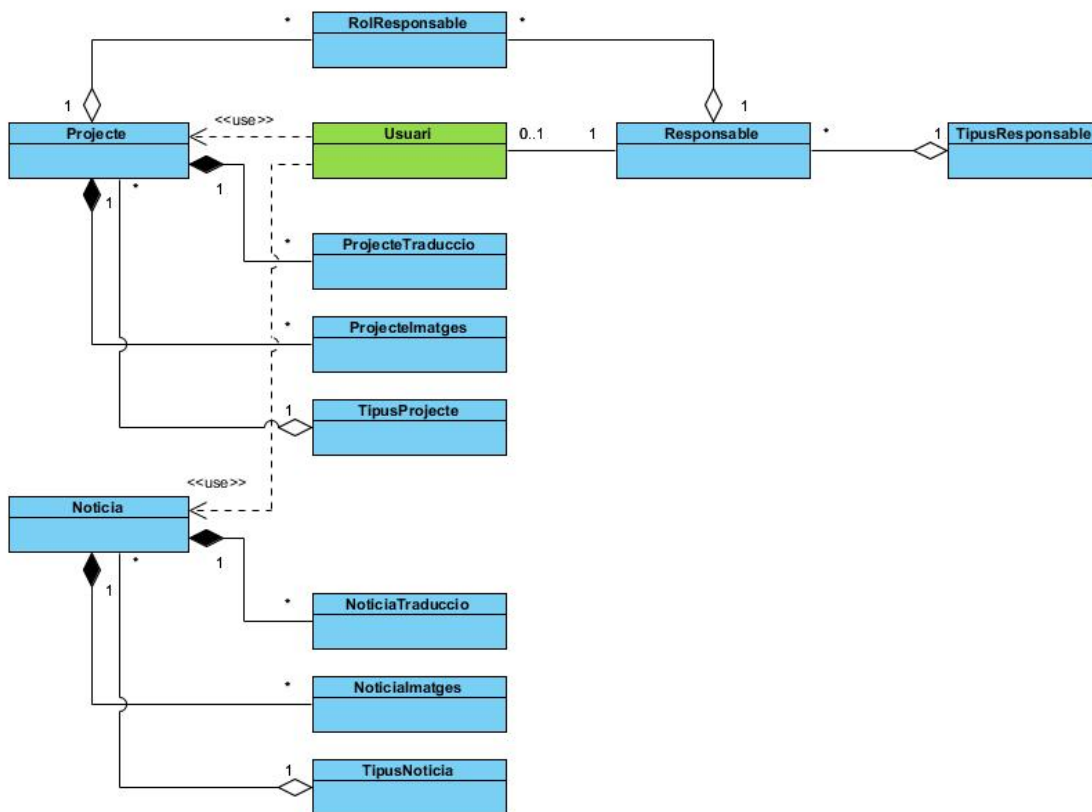 * RolResponsable *
1 1
Projecte <<use>> Usuari 0..1 1 Responsable * 1 TipusResponsable
1 * 1
* ProjecteTraduccio
* ProjecteImatges
1 TipusProjecte
<<use>>
Noticia
1 * 1
* NoticiaTraduccio
* NoticiaImatges
1 TipusNoticia